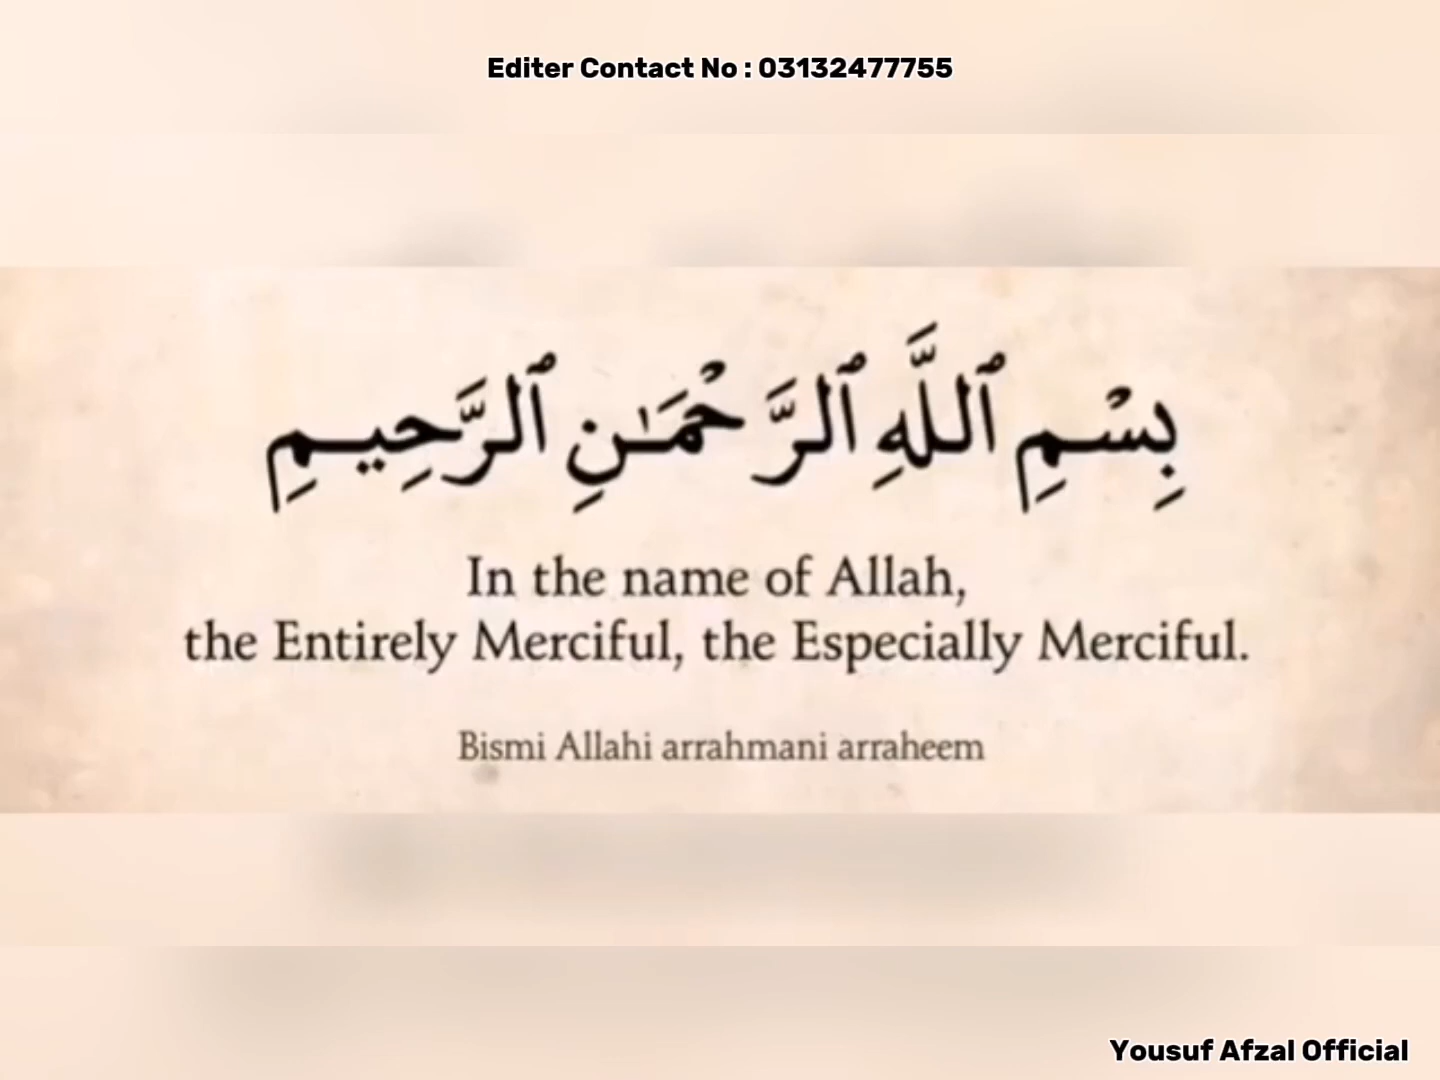 Editer Contact No : 03132477755
بِسْمِ ٱللَّهِ ٱلرَّحْمَـٰنِ ٱلرَّحِيمِ
In the name of Allah,
the Entirely Merciful, the Especially Merciful.
Bismi Allahi arrahmani arraheem
Yousuf Afzal Official